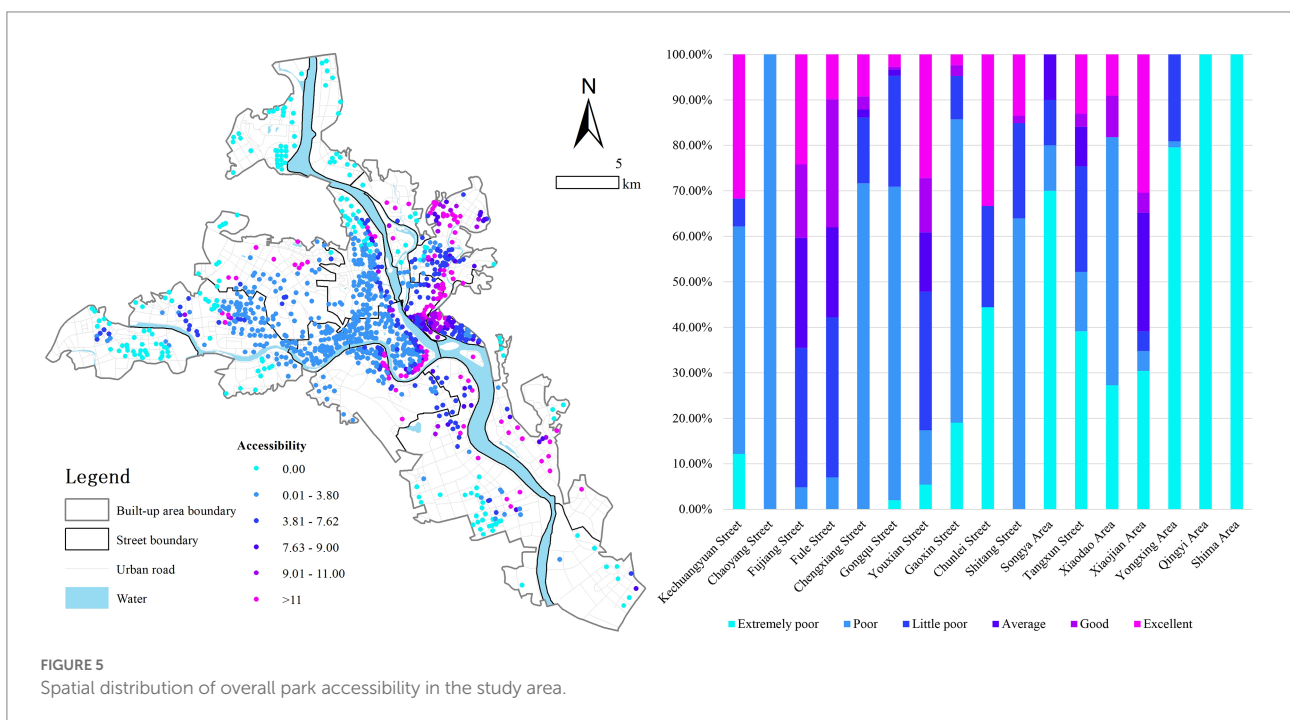 N
5
km
Legend
Built-up area boundary
Street boundary
Urban road
Water
Accessibility
0.00
0.01 - 3.80
3.81 - 7.62
7.63 - 9.00
9.01 - 11.00
>11
100.00%
90.00%
80.00%
70.00%
60.00%
50.00%
40.00%
30.00%
20.00%
10.00%
0.00%
Kechuangyuan Street
Chaoyang Street
Fujiang Street
Fule Street
Chengxiang Street
Gongqu Street
Youxian Street
Gaoxin Street
Chunlei Street
Shitang Street
Songya Area
Tangxun Street
Xiaodao Area
Xiaojian Area
Yongxing Area
Qingyi Area
Shima Area
Extremely poor Poor Little poor Average Good Excellent
FIGURE 5
Spatial distribution of overall park accessibility in the study area.